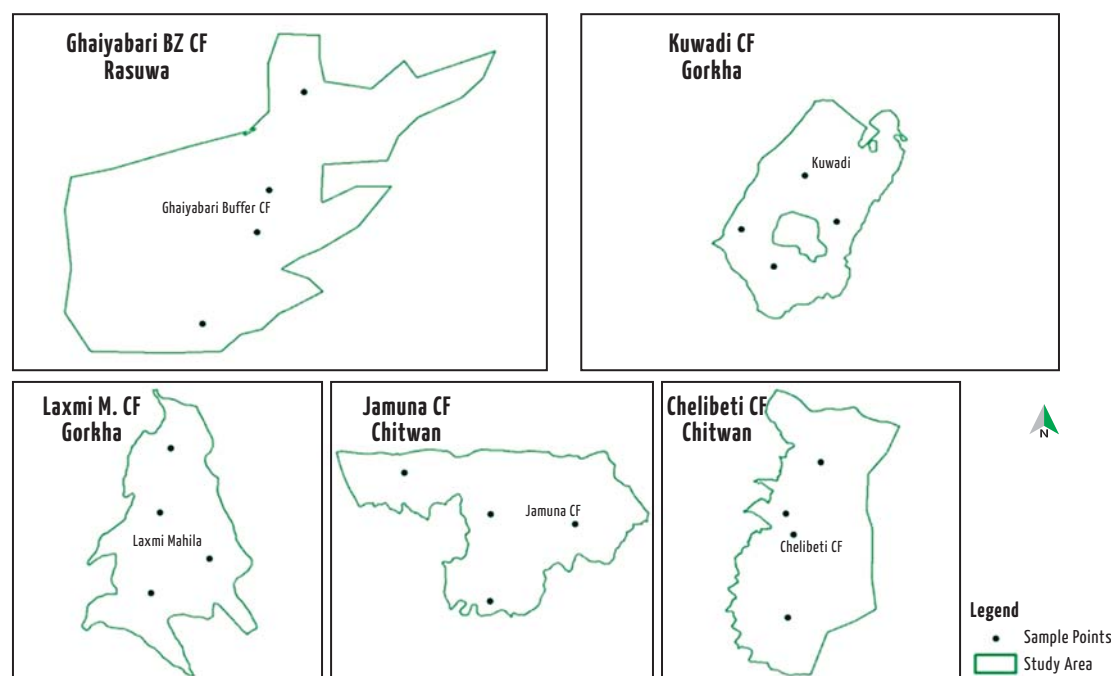 Ghaiyabari BZ CF
Rasuwa
Ghaiyabari Buffer CF
Kuwadi CF
Gorkha
Kuwadi
Laxmi M. CF
Gorkha
Laxmi Mahila
Jamuna CF
Chitwan
Jamuna CF
Chelibeti CF
Chitwan
Chelibeti CF
N
Legend
Sample Points
Study Area